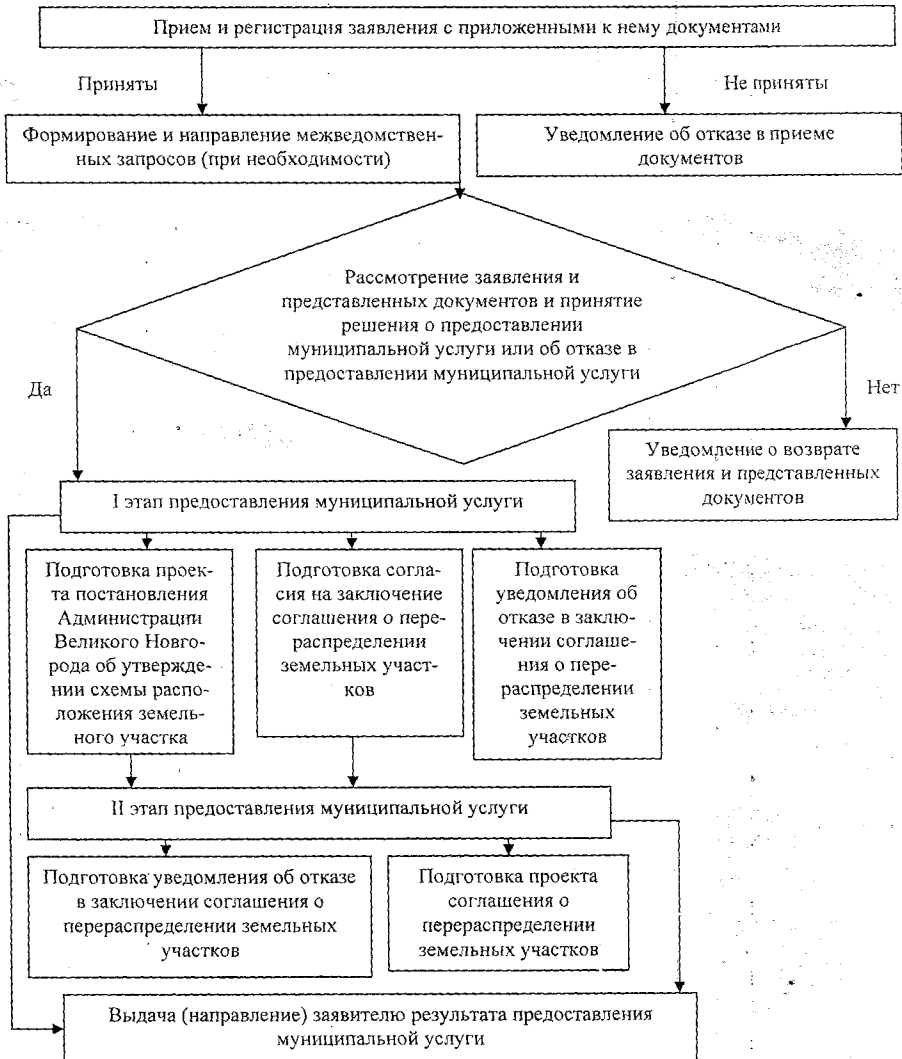 Прием и регистрация заявления с приложенными к нему документами
Приняты
Не приняты
Формирование и направление межведомствен-
ных запросов (при необходимости)
Уведомление об отказе в приеме
документов
Рассмотрение заявления и
представленных документов и принятие
решения о предоставлении
муниципальной услуги или об отказе в
предоставлении муниципальной услуги
Да
Нет
Уведомление о возврате
заявления и представленных
документов
I этап предоставления муниципальной услуги
Подготовка проек-
та постановления
Администрации
Великого Новго-
рода об утвержде-
нии схемы распо-
ложения земель-
ного участка
Подготовка согла-
сия на заключение
соглашения о пере-
распределении
земельных участ-
ков
Подготовка
уведомления об
отказе в заклю-
чении соглаше-
ния о пере-
распределении
земельных
участков
II этап предоставления муниципальной услуги
Подготовка уведомления об отказе
в заключении соглашения о
перераспределении земельных
участков
Подготовка проекта
соглашения о
перераспределении
земельных участков
Выдача (направление) заявителю результата предоставления
муниципальной услуги